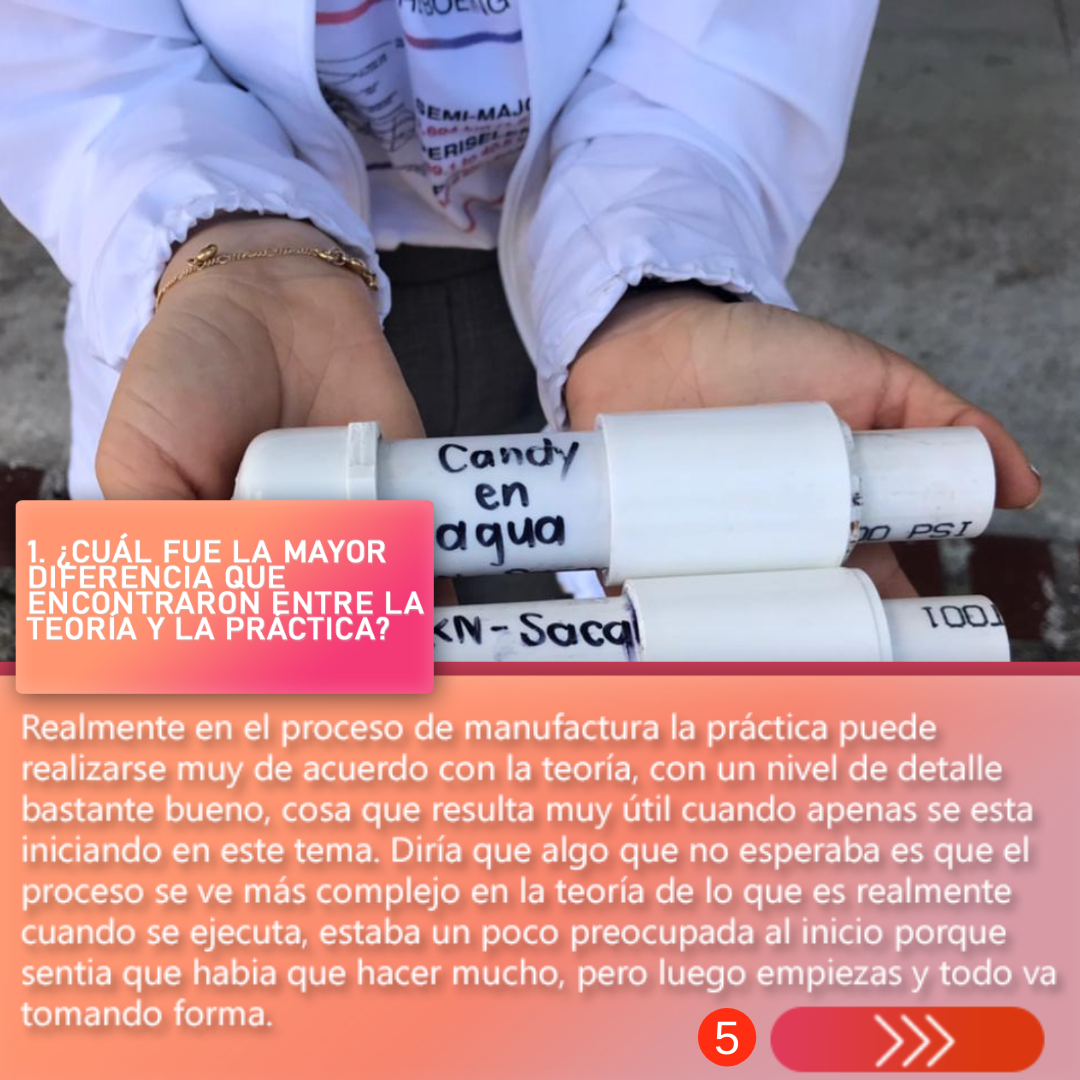 SEMI-MAJO
PERISELE
Candy
en
agua
00 PSI
KN-Sacal
1001
1. ¿CUÁL FUE LA MAYOR
DIFERENCIA QUE
ENCONTRARON ENTRE LA
TEORÍA Y LA PRÁCTICA?
Realmente en el proceso de manufactura la práctica puede
realizarse muy de acuerdo con la teoría, con un nivel de detalle
bastante bueno, cosa que resulta muy útil cuando apenas se esta
iniciando en este tema. Diría que algo que no esperaba es que el
proceso se ve más complejo en la teoría de lo que es realmente
cuando se ejecuta, estaba un poco preocupada al inicio porque
sentia que habia que hacer mucho, pero luego empiezas y todo va
tomando forma.
5